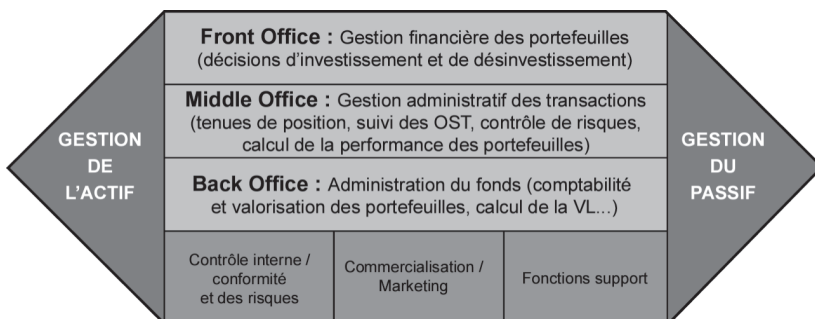 Front Office : Gestion financière des portefeuilles
(décisions d'investissement et de désinvestissement)
Middle Office : Gestion administratif des transactions
(tenues de position, suivi des OST, contrôle de risques,
calcul de la performance des portefeuilles)
Back Office : Administration du fonds (comptabilité
et valorisation des portefeuilles, calcul de la VL...)
GESTION
DE
L'ACTIF
GESTION
DU
PASSIF
Contrôle interne /
conformité
et des risques
Commercialisation /
Marketing
Fonctions support